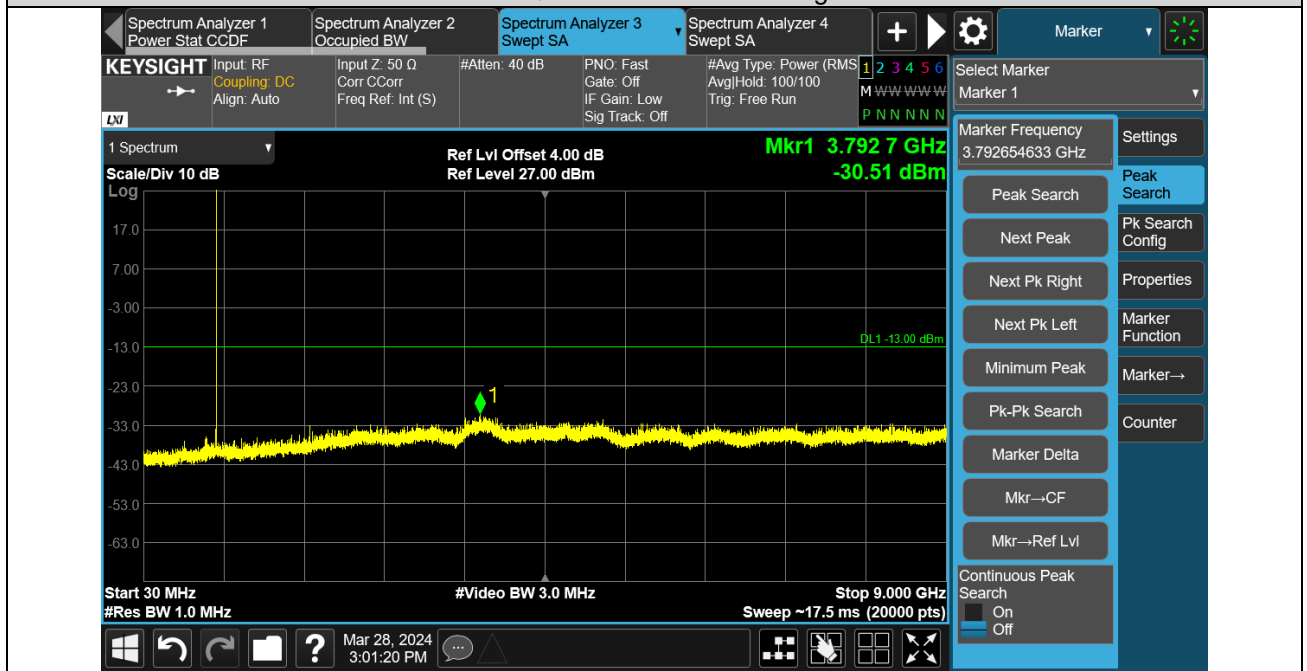 Spectrum Analyzer 1
Power Stat CCDF
Spectrum Analyzer 2
Occupied BW
Spectrum Analyzer 3
Swept SA
Spectrum Analyzer 4
Swept SA
Marker
KEYSIGHT
LXI
Input: RF
Coupling: DC
Align: Auto
Input Z: 50 Ω
Corr CCorr
Freq Ref: Int (S)
#Atten: 40 dB
PNO: Fast
Gate: Off
IF Gain: Low
Sig Track: Off
#Avg Type: Power (RMS
Avg|Hold: 100/100
Trig: Free Run
1 2 3 4 5 6
M W W W W W
P N N N N N
Select Marker
Marker 1
1 Spectrum
Scale/Div 10 dB
Log
Ref Lvl Offset 4.00 dB
Ref Level 27.00 dBm
Mkr1 3.792 7 GHz
-30.51 dBm
17.0
7.00
-3.00
-13.0
-23.0
-33.0
-43.0
-53.0
-63.0
DL1 -13.00 dBm
1
Start 30 MHz
#Res BW 1.0 MHz
#Video BW 3.0 MHz
Stop 9.000 GHz
Sweep ~17.5 ms (20000 pts)
Marker Frequency
3.792654633 GHz
Peak Search
Next Peak
Next Pk Right
Next Pk Left
Minimum Peak
Pk-Pk Search
Marker Delta
Mkr→CF
Mkr→Ref Lvl
Continuous Peak
Search
On
Off
Settings
Peak
Search
Pk Search
Config
Properties
Marker
Function
Marker→
Counter
?
Mar 28, 2024
3:01:20 PM